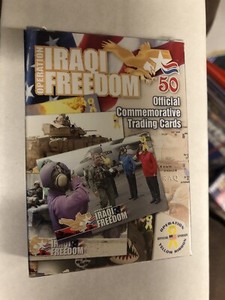 OPERATION
IRAQI
FREEDOM
50
Official
Commemorative
Trading Cards
IRAQI
FREEDOM
FREEDOM
OPERATION
YELLOW RIBBON